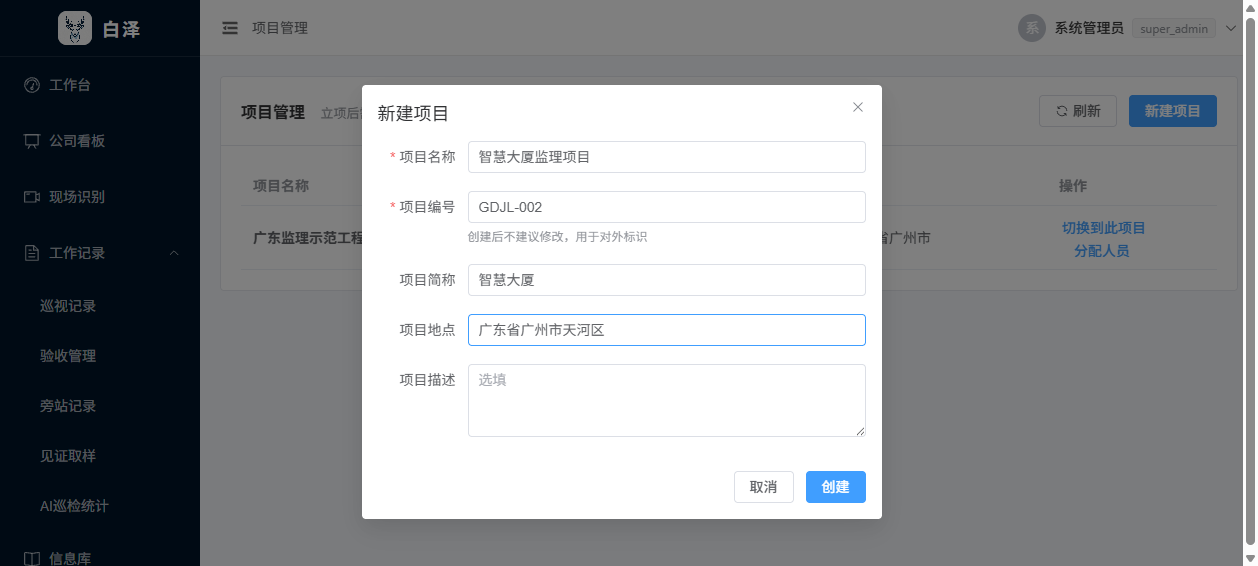 白泽
项目管理
系 系统管理员 super_admin
工作台
公司看板
现场识别
工作记录
巡视记录
验收管理
旁站记录
见证取样
AI巡检统计
信息库
项目管理 立项后
刷新
新建项目
项目名称
操作
广东监理示范工程
省广州市
切换到此项目
分配人员
新建项目
* 项目名称 智慧大厦监理项目
* 项目编号 GDJL-002
创建后不建议修改，用于对外标识
项目简称 智慧大厦
项目地点 广东省广州市天河区
项目描述 选填
取消 创建